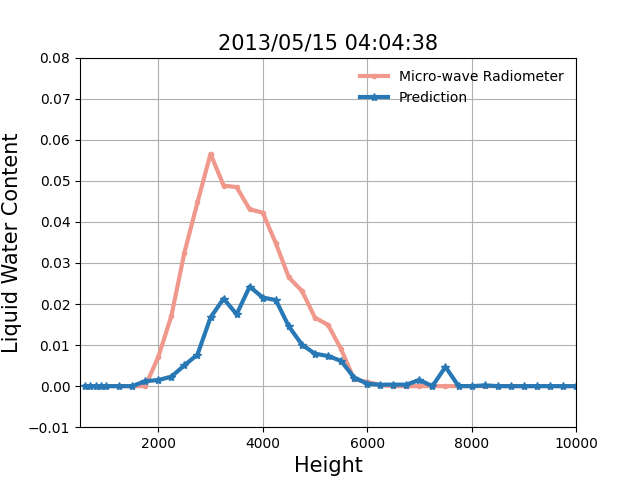 2013/05/15 04:04:38
Micro-wave Radiometer
Prediction
Liquid Water Content
0.08
0.07
0.06
0.05
0.04
0.03
0.02
0.01
0.00
−0.01
2000 4000 6000 8000 10000
Height